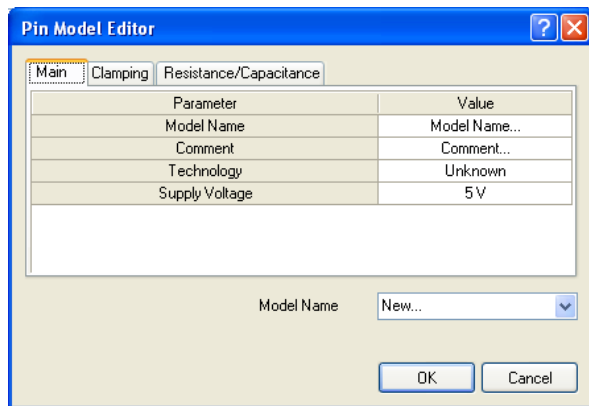 Pin Model Editor
Main Clamping Resistance/Capacitance
Parameter Value
Model Name Model Name...
Comment Comment...
Technology Unknown
Supply Voltage 5 V
Model Name New...
OK Cancel